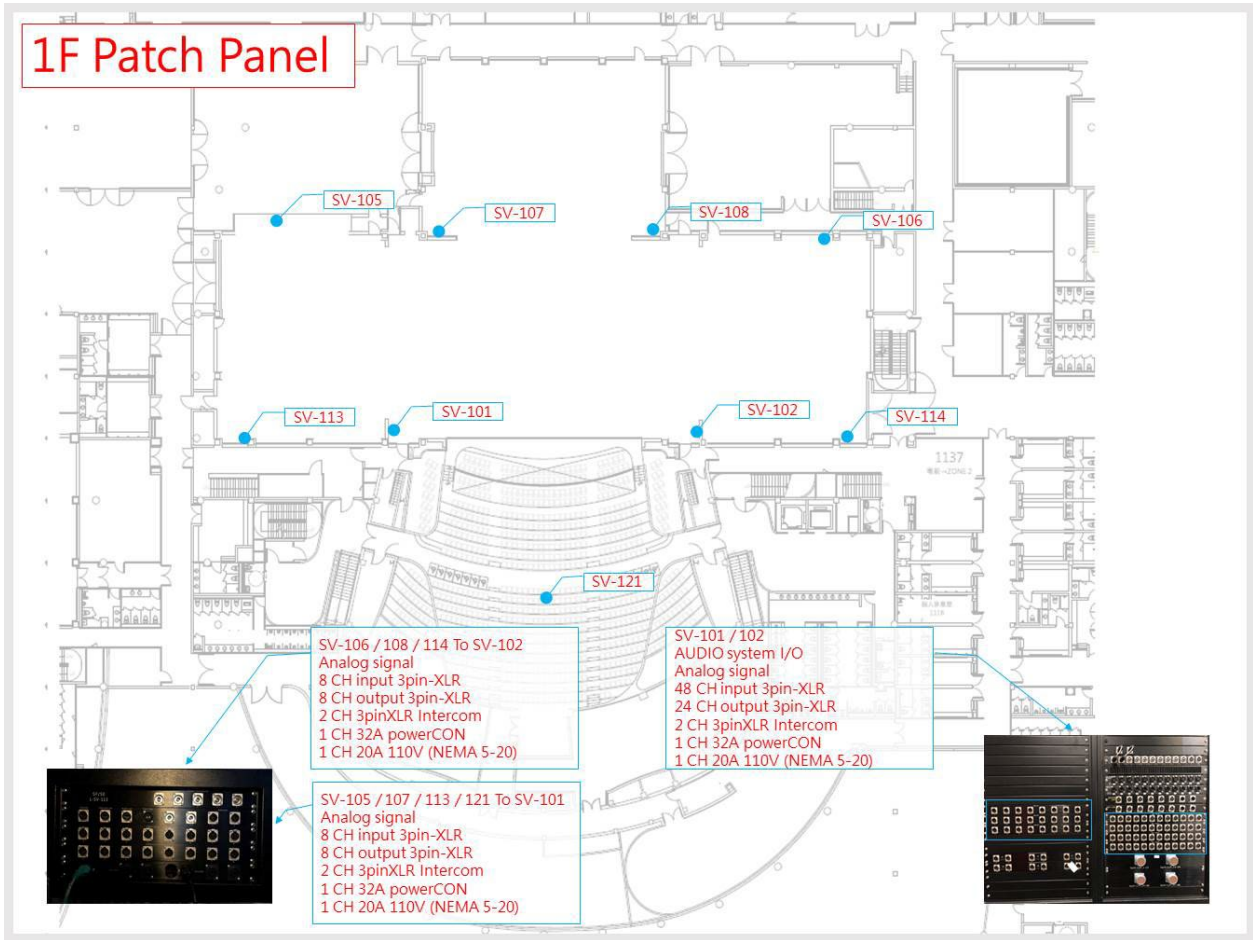 1F Patch Panel
SV-105
SV-107
SV-108
SV-106
SV-113
SV-101
SV-102
SV-114
1137
SV-121
SV-106 / 108 / 114 To SV-102
Analog signal
8 CH input 3pin-XLR
8 CH output 3pin-XLR
2 CH 3pinXLR Intercom
1 CH 32A powerCON
1 CH 20A 110V (NEMA 5-20)
SV-101 / 102
AUDIO system I/O
Analog signal
48 CH input 3pin-XLR
24 CH output 3pin-XLR
2 CH 3pinXLR Intercom
1 CH 32A powerCON
1 CH 20A 110V (NEMA 5-20)
SV-105 / 107 / 113 / 121 To SV-101
Analog signal
8 CH input 3pin-XLR
8 CH output 3pin-XLR
2 CH 3pinXLR Intercom
1 CH 32A powerCON
1 CH 20A 110V (NEMA 5-20)